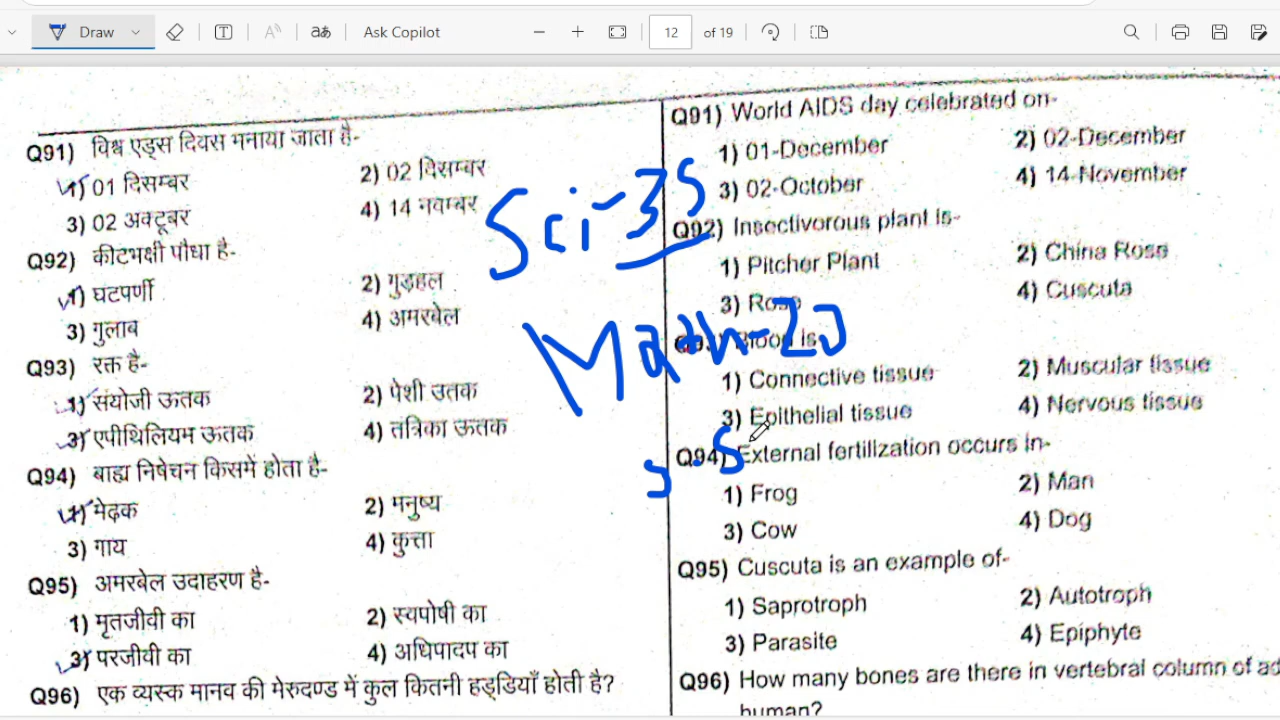 Draw
aあ
Ask Copilot
12 of 19
Q91) विश्व एड्स दिवस मनाया जाता है-
1) 01 दिसम्बर 2) 02 दिसम्बर
3) 02 अक्टूबर 4) 14 नवम्बर
Q92) कीटभक्षी पौधा है-
1) घटपर्णी 2) गुड़हल
3) गुलाब 4) अमरबेल
Q93) रक्त है-
1) संयोजी ऊतक 2) पेशी उतक
3) एपीथिलियम ऊतक 4) तंत्रिका ऊतक
Q94) बाह्य निषेचन किसमें होता है-
1) मेढ़क 2) मनुष्य
3) गाय 4) कुत्ता
Q95) अमरबेल उदाहरण है-
1) मृतजीवी का 2) स्वपोषी का
3) परजीवी का 4) अधिपादप का
Q96) एक व्यस्क मानव की मेरुदण्ड में कुल कितनी हड्डियाँ होती है?
Q91) World AIDS day celebrated on-
1) 01-December 2) 02-December
3) 02-October 4) 14-November
Q92) Insectivorous plant is-
1) Pitcher Plant 2) China Rose
3) Rose 4) Cuscuta
Blood is
1) Connective tissue 2) Muscular tissue
3) Epithelial tissue 4) Nervous tissue
Q94) External fertilization occurs in-
1) Frog 2) Man
3) Cow 4) Dog
Q95) Cuscuta is an example of-
1) Saprotroph 2) Autotroph
3) Parasite 4) Epiphyte
Q96) How many bones are there in vertebral column of ad
human?
Sci-35
Math-20